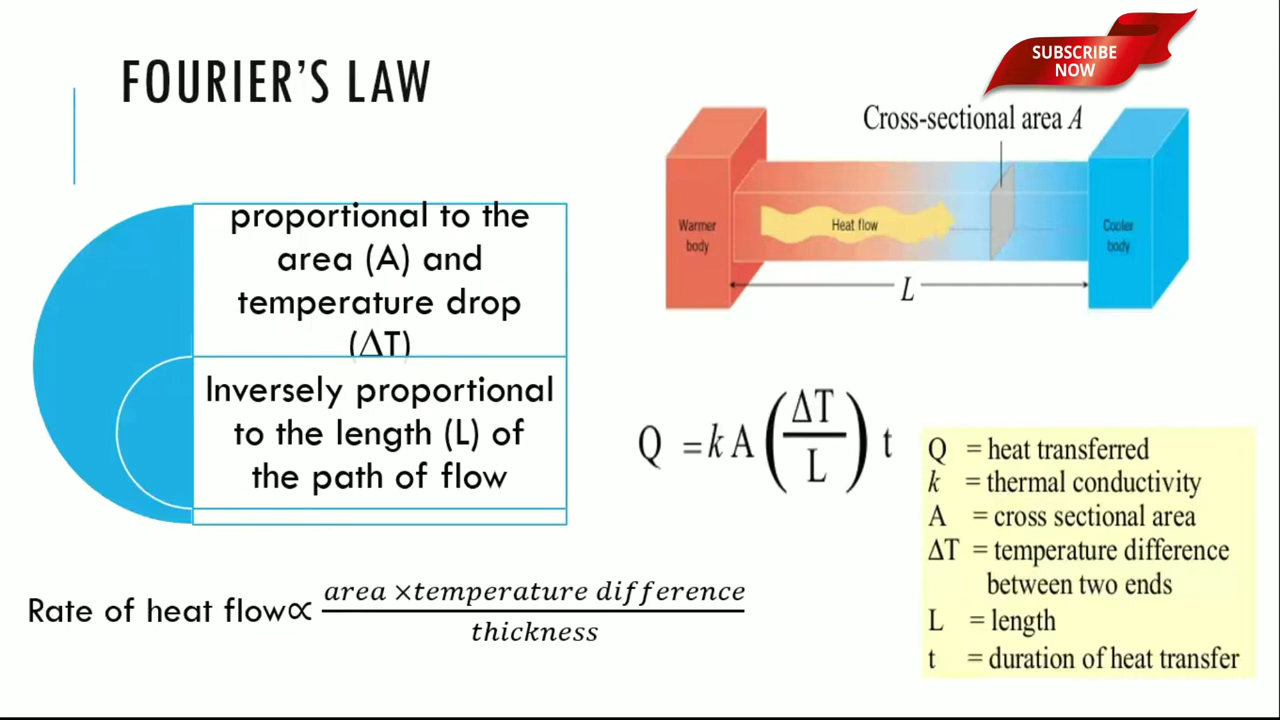 FOURIER'S LAW
SUBSCRIBE
NOW
Cross-sectional area A
Warmer
body
Heat flow
Cooler
body
L
proportional to the
area (A) and
temperature drop
(ΔT)
Inversely proportional
to the length (L) of
the path of flow
Q = k A (ΔT / L) t
Q = heat transferred
k = thermal conductivity
A = cross sectional area
ΔT = temperature difference
between two ends
L = length
t = duration of heat transfer
Rate of heat flow∝ area ×temperature difference / thickness